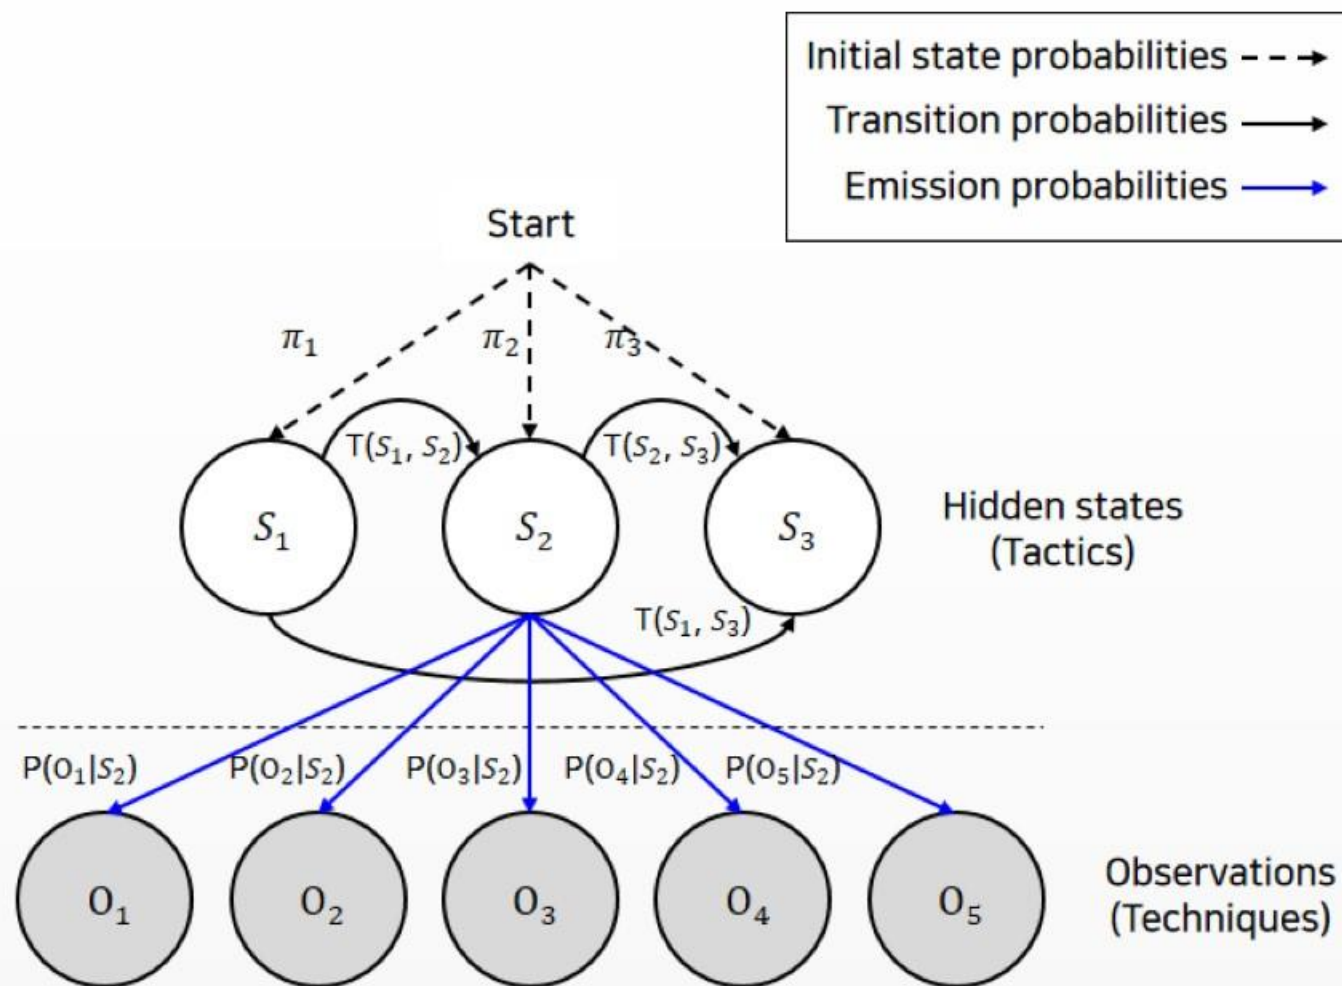 Initial state probabilities
Transition probabilities
Emission probabilities
Start
π₁
π₂
π₃
T(S₁, S₂)
T(S₂, S₃)
S₁
S₂
S₃
Hidden states
(Tactics)
T(S₁, S₃)
P(O₁|S₂)
P(O₂|S₂)
P(O₃|S₂)
P(O₄|S₂)
P(O₅|S₂)
O₁
O₂
O₃
O₄
O₅
Observations
(Techniques)